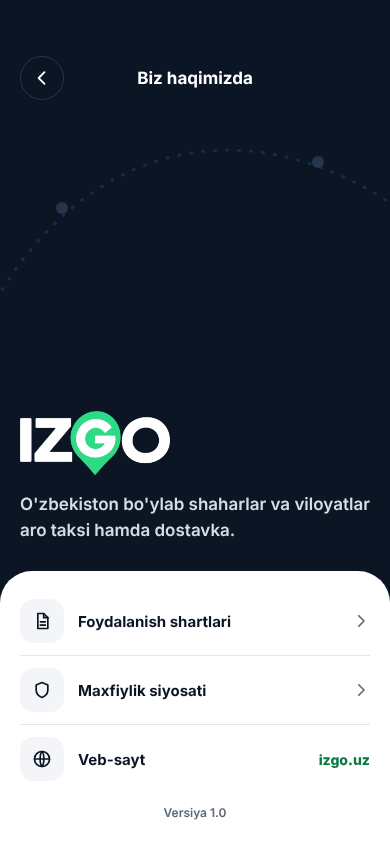 Biz haqimizda
IZGO
O'zbekiston bo'ylab shaharlar va viloyatlar
aro taksi hamda dostavka.
Foydalanish shartlari
Maxfiylik siyosati
Veb-sayt izgo.uz
Versiya 1.0